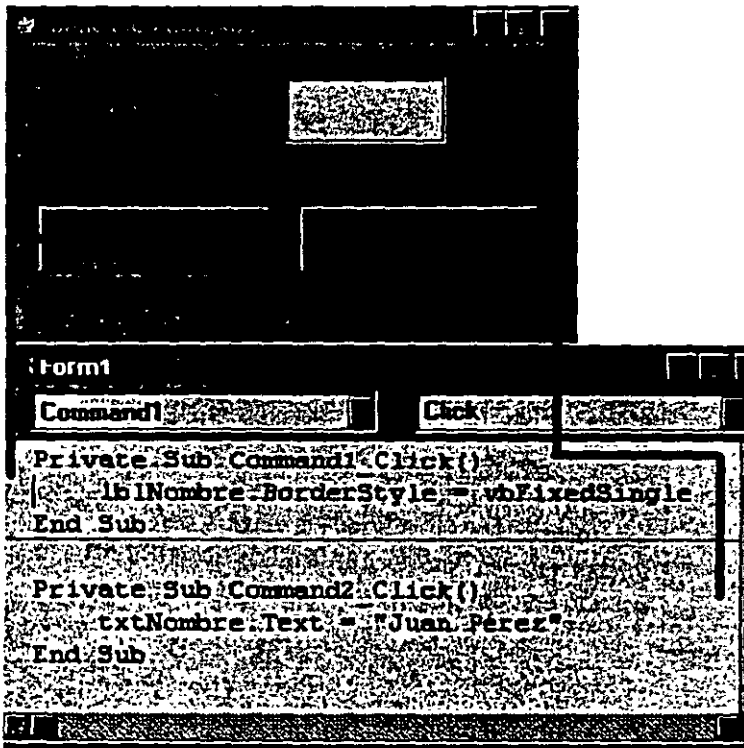 Form1
Command1
Click
Private Sub Command1_Click()
lblNombre.BorderStyle = vbFixedSingle
End Sub
Private Sub Command2_Click()
txtNombre.Text = "Juan Pérez"
End Sub